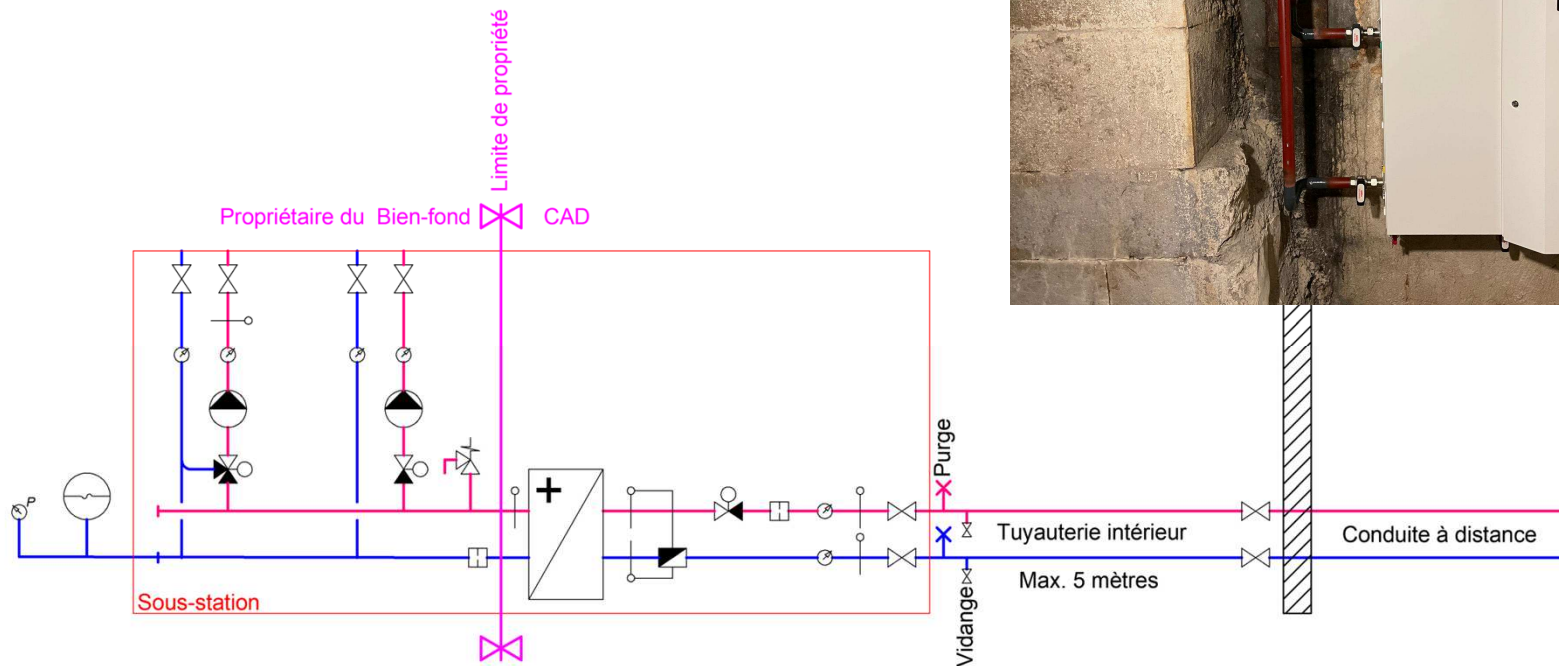 Limite de propriété
Propriétaire du Bien-fond
CAD
P
Purge
Tuyauterie intérieur
Conduite à distance
Max. 5 mètres
Sous-station
Vidange